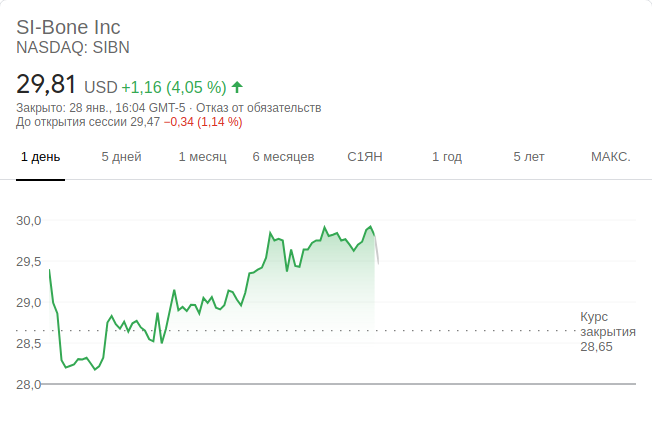 SI-Bone Inc
NASDAQ: SIBN
29,81 USD +1,16 (4,05 %)
Закрыто: 28 янв., 16:04 GMT-5 · Отказ от обязательств
До открытия сессии 29,47 −0,34 (1,14 %)
1 день 5 дней 1 месяц 6 месяцев С1ЯН 1 год 5 лет МАКС.
30,0
29,5
29,0
28,5
28,0
Курс
закрытия
28,65